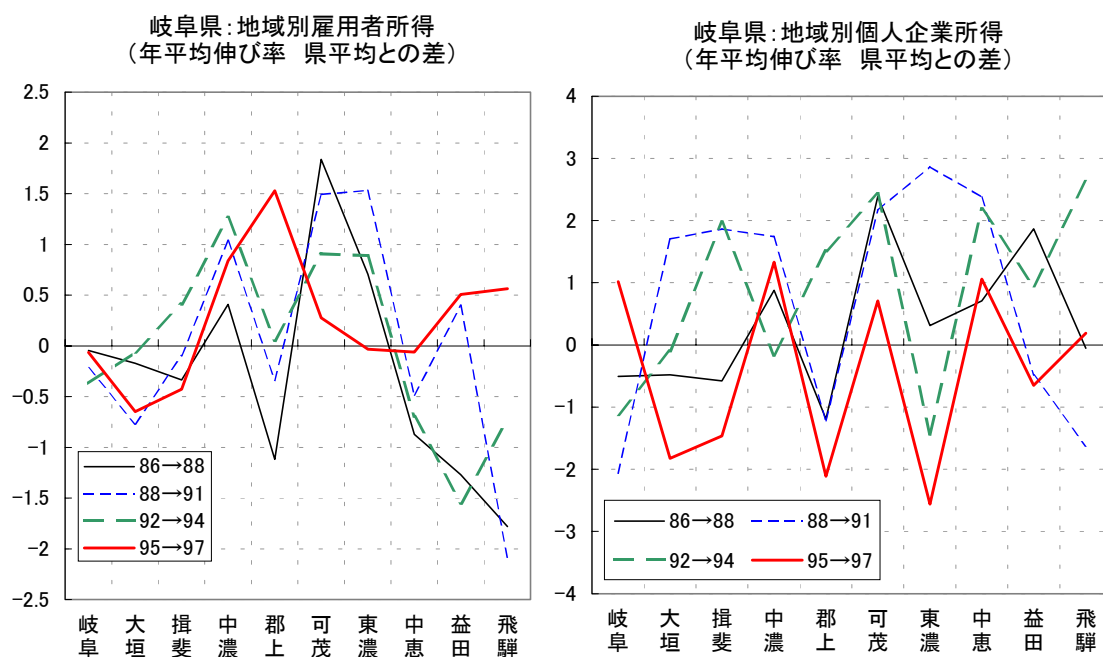 岐阜県：地域別雇用者所得
（年平均伸び率　県平均との差）
2.5
2
1.5
1
0.5
0
−0.5
−1
−1.5
−2
−2.5
86→88
88→91
92→94
95→97
岐阜
大垣
揖斐
中濃
郡上
可茂
東濃
中恵
益田
飛騨
岐阜県：地域別個人企業所得
（年平均伸び率　県平均との差）
4
3
2
1
0
−1
−2
−3
−4
86→88
88→91
92→94
95→97
岐阜
大垣
揖斐
中濃
郡上
可茂
東濃
中恵
益田
飛騨